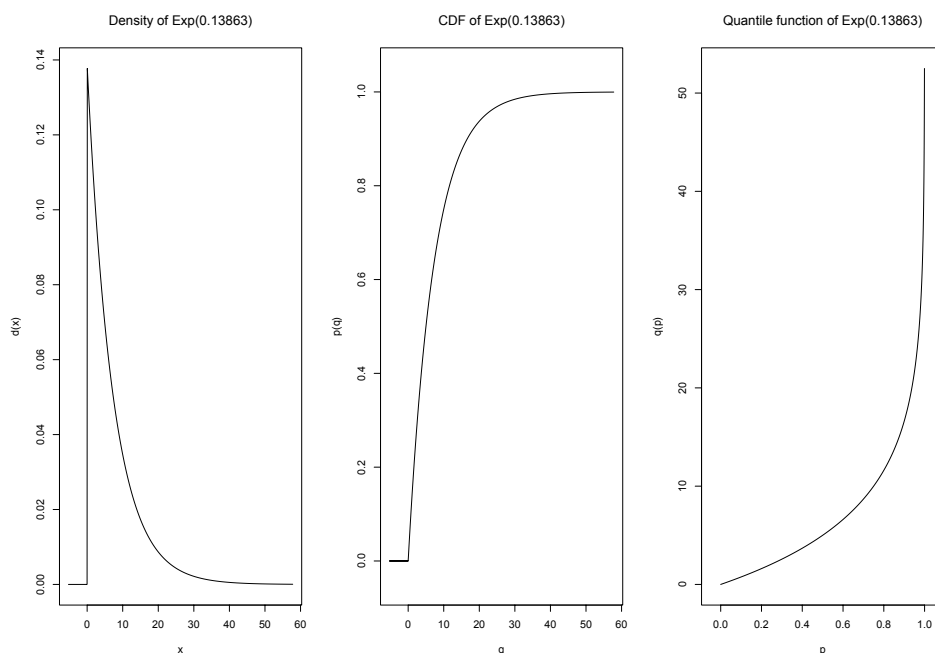 Density of Exp(0.13863)
0.14
0.12
0.10
0.08
0.06
0.04
0.02
0.00
d(x)
0 10 20 30 40 50 60
x
CDF of Exp(0.13863)
1.0
0.8
0.6
0.4
0.2
0.0
p(q)
0 10 20 30 40 50 60
q
Quantile function of Exp(0.13863)
50
40
30
20
10
0
q(p)
0.0 0.2 0.4 0.6 0.8 1.0
p